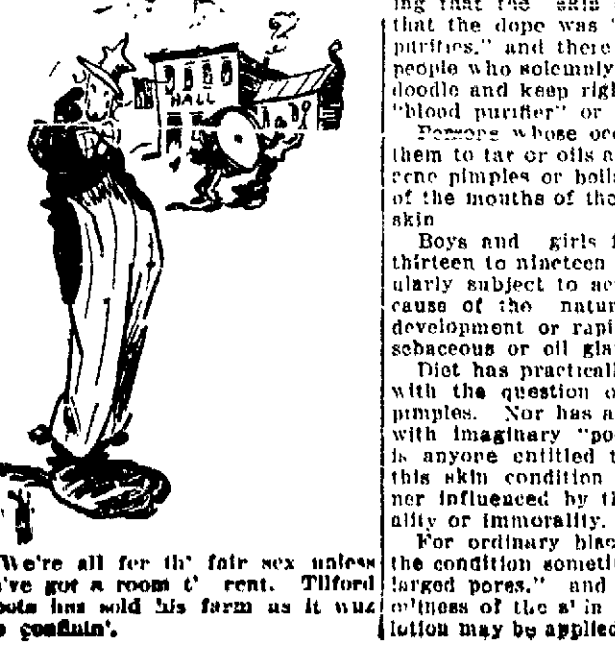 HALL
We're all for th' fair sex unless
've got a room t' rent. Tilford
has sold his farm as it wuz
confinin'.
ing that the skin
that the dope was
purities." and there
people who solemnly
doodle and keep righ
"blood purifier" or
Persons whose occ
them to tar or oils a
pimples or boils
of the mouths of the
skin
Boys and girls f
thirteen to nineteen
ularly subject to ac
cause of the natur
development or rapi
sebaceous or oil gla
Diet has practicall
with the question o
pimples. Nor has a
with imaginary "po
is anyone entitled t
this skin condition
ner influenced by th
ality or immorality.
For ordinary blac
the condition someti
larged pores." and
oiliness of the s'in
lotion may be applied